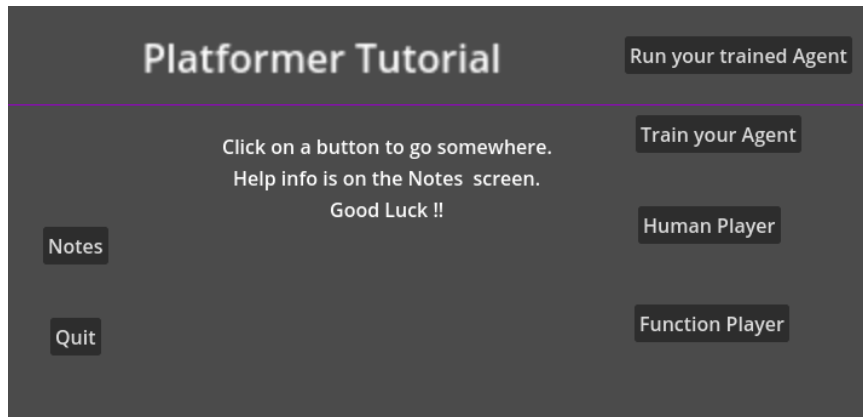 Platformer Tutorial
Run your trained Agent
Click on a button to go somewhere.
Help info is on the Notes  screen.
Good Luck !!
Train your Agent
Human Player
Function Player
Notes
Quit